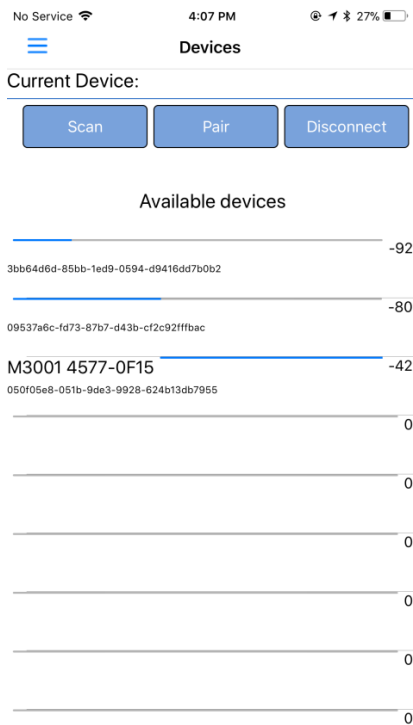 No Service 4:07 PM 27%
Devices
Current Device:
Scan Pair Disconnect
Available devices
-92
3bb64d6d-85bb-1ed9-0594-d9416dd7b0b2
-80
09537a6c-fd73-87b7-d43b-cf2c92fffbac
M3001 4577-0F15 -42
050f05e8-051b-9de3-9928-624b13db7955
0
0
0
0
0
0